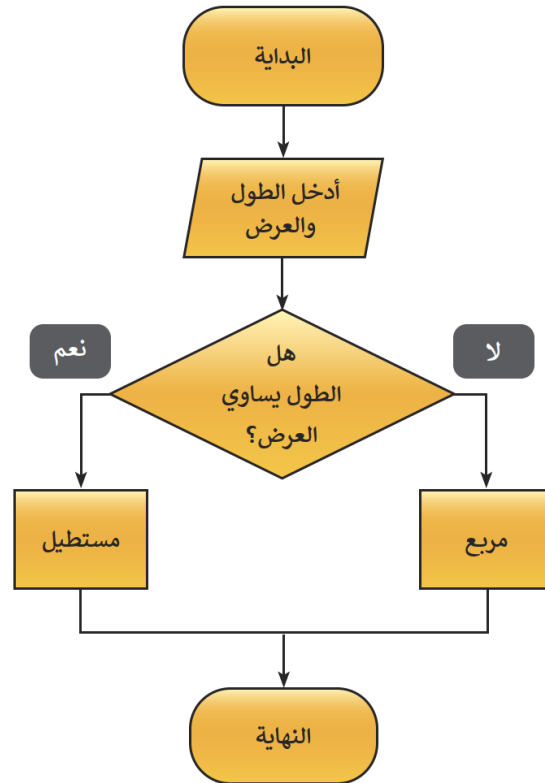 البداية
أدخل الطول
والعرض
هل
الطول يساوي
العرض؟
لا
نعم
مربع
مستطيل
النهاية